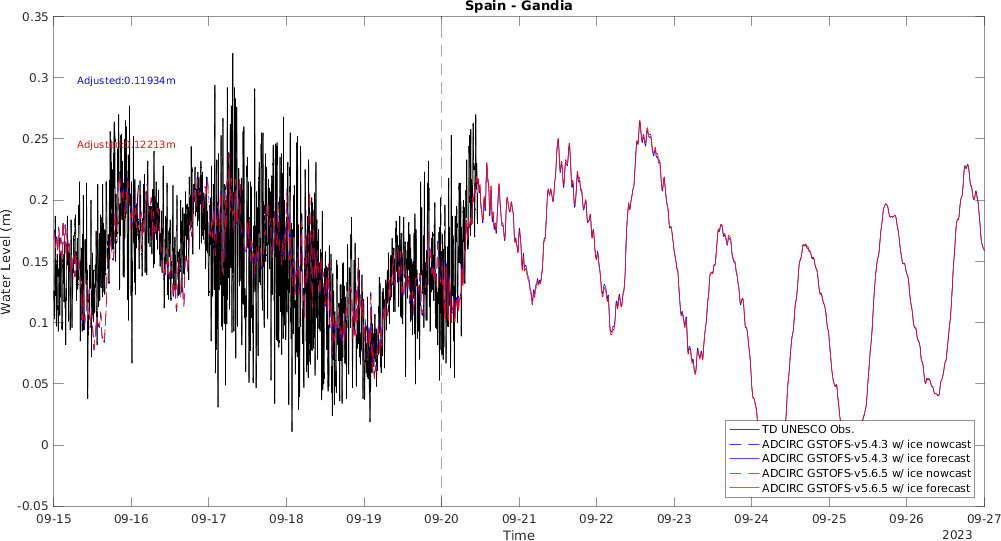 Spain - Gandia
0.35
0.3
0.25
0.2
0.15
0.1
0.05
0
-0.05
Water Level (m)
Adjusted:0.11934m
Adjusted:0.12213m
TD UNESCO Obs.
ADCIRC GSTOFS-v5.4.3 w/ ice nowcast
ADCIRC GSTOFS-v5.4.3 w/ ice forecast
ADCIRC GSTOFS-v5.6.5 w/ ice nowcast
ADCIRC GSTOFS-v5.6.5 w/ ice forecast
09-15 09-16 09-17 09-18 09-19 09-20 09-21 09-22 09-23 09-24 09-25 09-26 09-27
Time
2023